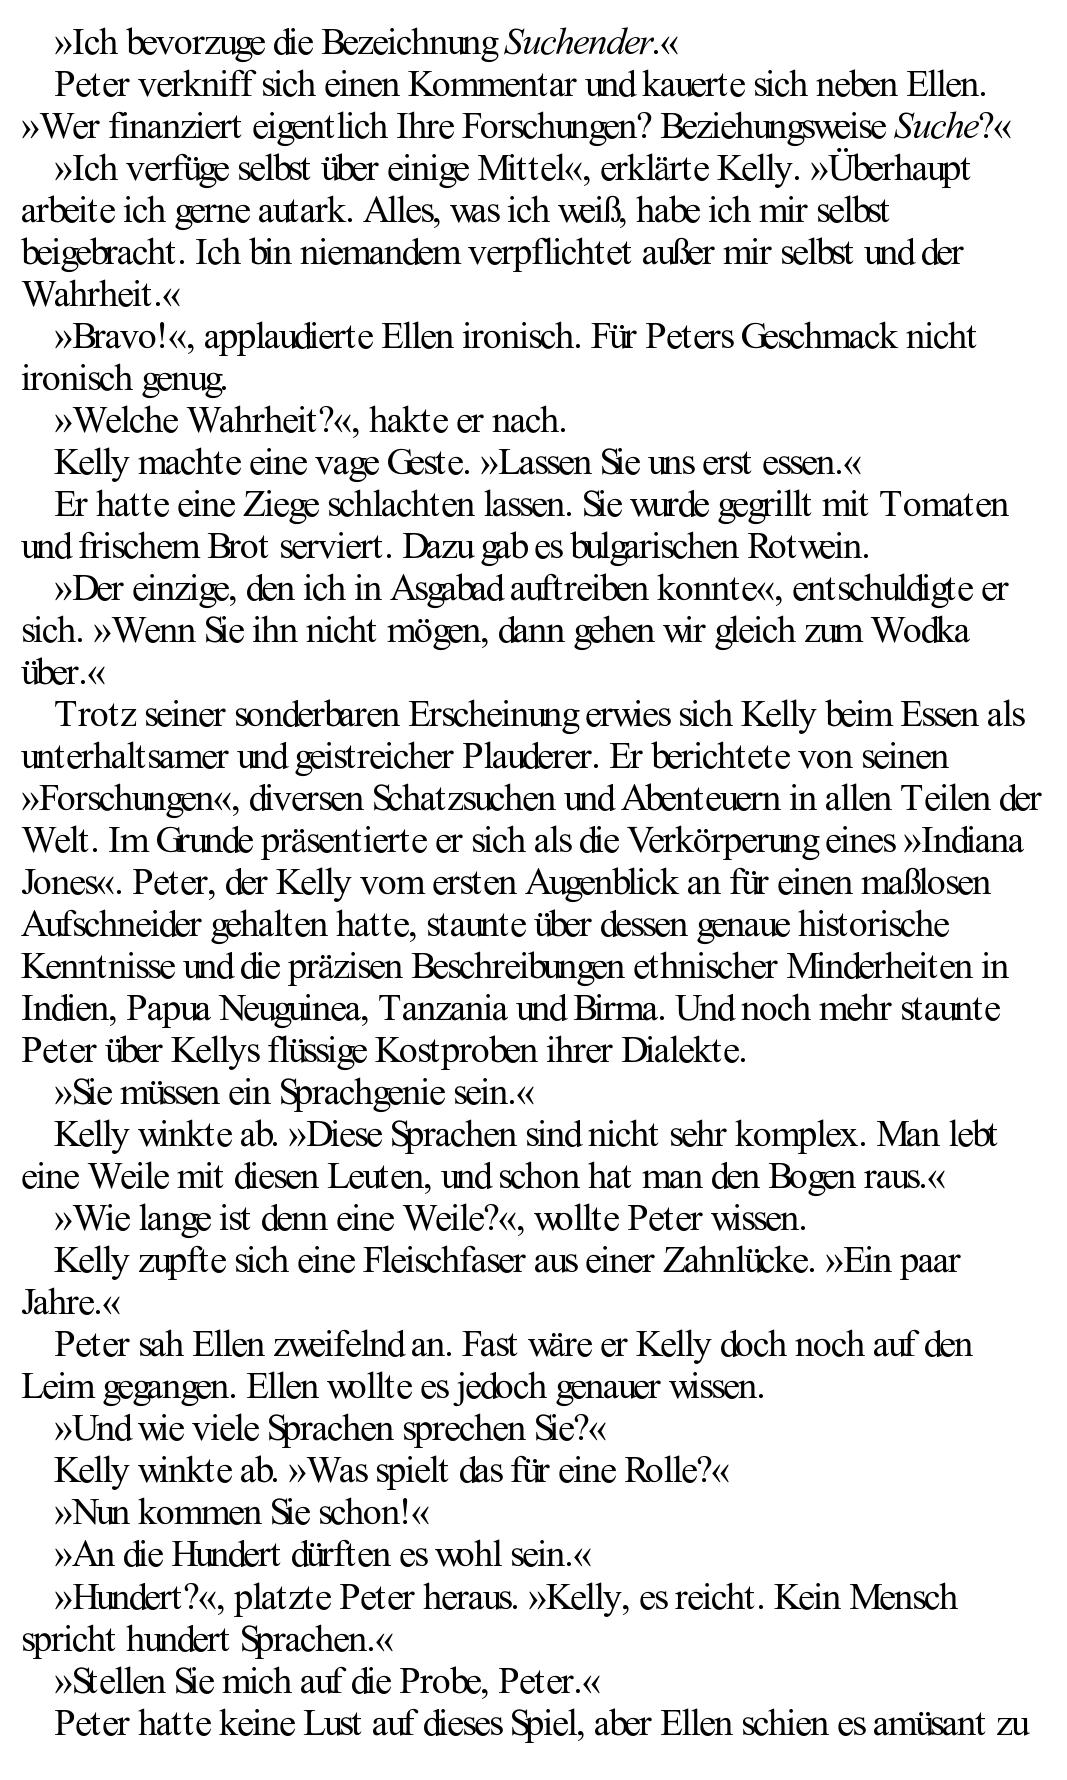 »Ich bevorzuge die Bezeichnung Suchender.«
Peter verkniff sich einen Kommentar und kauerte sich neben Ellen.
»Wer finanziert eigentlich Ihre Forschungen? Beziehungsweise Suche?«
»Ich verfüge selbst über einige Mittel«, erklärte Kelly. »Überhaupt
arbeite ich gerne autark. Alles, was ich weiß, habe ich mir selbst
beigebracht. Ich bin niemandem verpflichtet außer mir selbst und der
Wahrheit.«
»Bravo!«, applaudierte Ellen ironisch. Für Peters Geschmack nicht
ironisch genug.
»Welche Wahrheit?«, hakte er nach.
Kelly machte eine vage Geste. »Lassen Sie uns erst essen.«
Er hatte eine Ziege schlachten lassen. Sie wurde gegrillt mit Tomaten
und frischem Brot serviert. Dazu gab es bulgarischen Rotwein.
»Der einzige, den ich in Asgabad auftreiben konnte«, entschuldigte er
sich. »Wenn Sie ihn nicht mögen, dann gehen wir gleich zum Wodka
über.«
Trotz seiner sonderbaren Erscheinung erwies sich Kelly beim Essen als
unterhaltsamer und geistreicher Plauderer. Er berichtete von seinen
»Forschungen«, diversen Schatzsuchen und Abenteuern in allen Teilen der
Welt. Im Grunde präsentierte er sich als die Verkörperung eines »Indiana
Jones«. Peter, der Kelly vom ersten Augenblick an für einen maßlosen
Aufschneider gehalten hatte, staunte über dessen genaue historische
Kenntnisse und die präzisen Beschreibungen ethnischer Minderheiten in
Indien, Papua Neuguinea, Tanzania und Birma. Und noch mehr staunte
Peter über Kellys flüssige Kostproben ihrer Dialekte.
»Sie müssen ein Sprachgenie sein.«
Kelly winkte ab. »Diese Sprachen sind nicht sehr komplex. Man lebt
eine Weile mit diesen Leuten, und schon hat man den Bogen raus.«
»Wie lange ist denn eine Weile?«, wollte Peter wissen.
Kelly zupfte sich eine Fleischfaser aus einer Zahnlücke. »Ein paar
Jahre.«
Peter sah Ellen zweifelnd an. Fast wäre er Kelly doch noch auf den
Leim gegangen. Ellen wollte es jedoch genauer wissen.
»Und wie viele Sprachen sprechen Sie?«
Kelly winkte ab. »Was spielt das für eine Rolle?«
»Nun kommen Sie schon!«
»An die Hundert dürften es wohl sein.«
»Hundert?«, platzte Peter heraus. »Kelly, es reicht. Kein Mensch
spricht hundert Sprachen.«
»Stellen Sie mich auf die Probe, Peter.«
Peter hatte keine Lust auf dieses Spiel, aber Ellen schien es amüsant zu